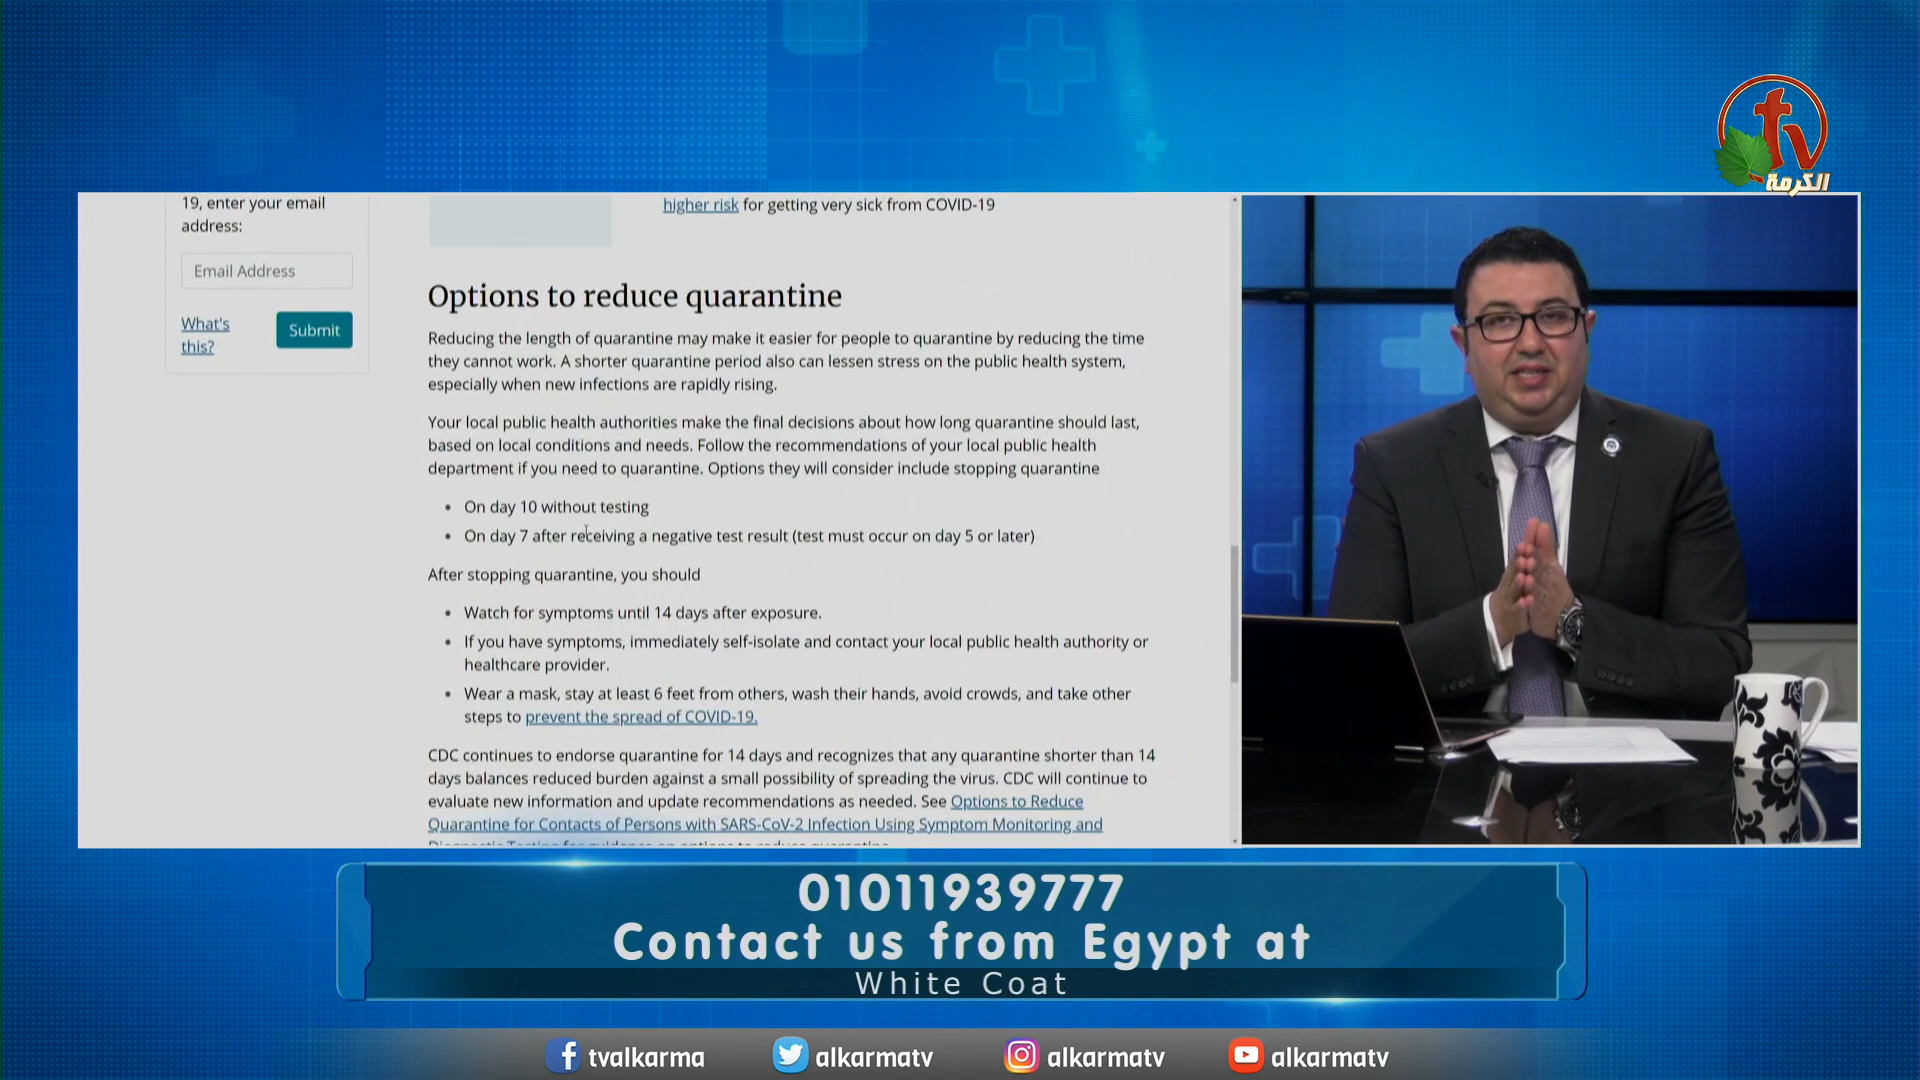 tv
الكرمة
19, enter your email
address:
Email Address
What's
this?
Submit
higher risk for getting very sick from COVID-19
Options to reduce quarantine
Reducing the length of quarantine may make it easier for people to quarantine by reducing the time
they cannot work. A shorter quarantine period also can lessen stress on the public health system,
especially when new infections are rapidly rising.
Your local public health authorities make the final decisions about how long quarantine should last,
based on local conditions and needs. Follow the recommendations of your local public health
department if you need to quarantine. Options they will consider include stopping quarantine
• On day 10 without testing
• On day 7 after receiving a negative test result (test must occur on day 5 or later)
After stopping quarantine, you should
• Watch for symptoms until 14 days after exposure.
• If you have symptoms, immediately self-isolate and contact your local public health authority or
healthcare provider.
• Wear a mask, stay at least 6 feet from others, wash their hands, avoid crowds, and take other
steps to prevent the spread of COVID-19.
CDC continues to endorse quarantine for 14 days and recognizes that any quarantine shorter than 14
days balances reduced burden against a small possibility of spreading the virus. CDC will continue to
evaluate new information and update recommendations as needed. See Options to Reduce
Quarantine for Contacts of Persons with SARS-CoV-2 Infection Using Symptom Monitoring and
Diagnostic Testing for guidance on options to reduce quarantine.
01011939777
Contact us from Egypt at
White Coat
tvalkarma
alkarmatv
alkarmatv
alkarmatv